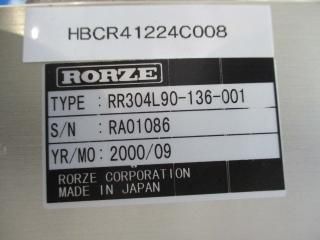 HBCR41224C008
RORZE
TYPE : RR304L90-136-001
S/N : RA01086
YR/MO : 2000/09
RORZE CORPORATION
MADE IN JAPAN